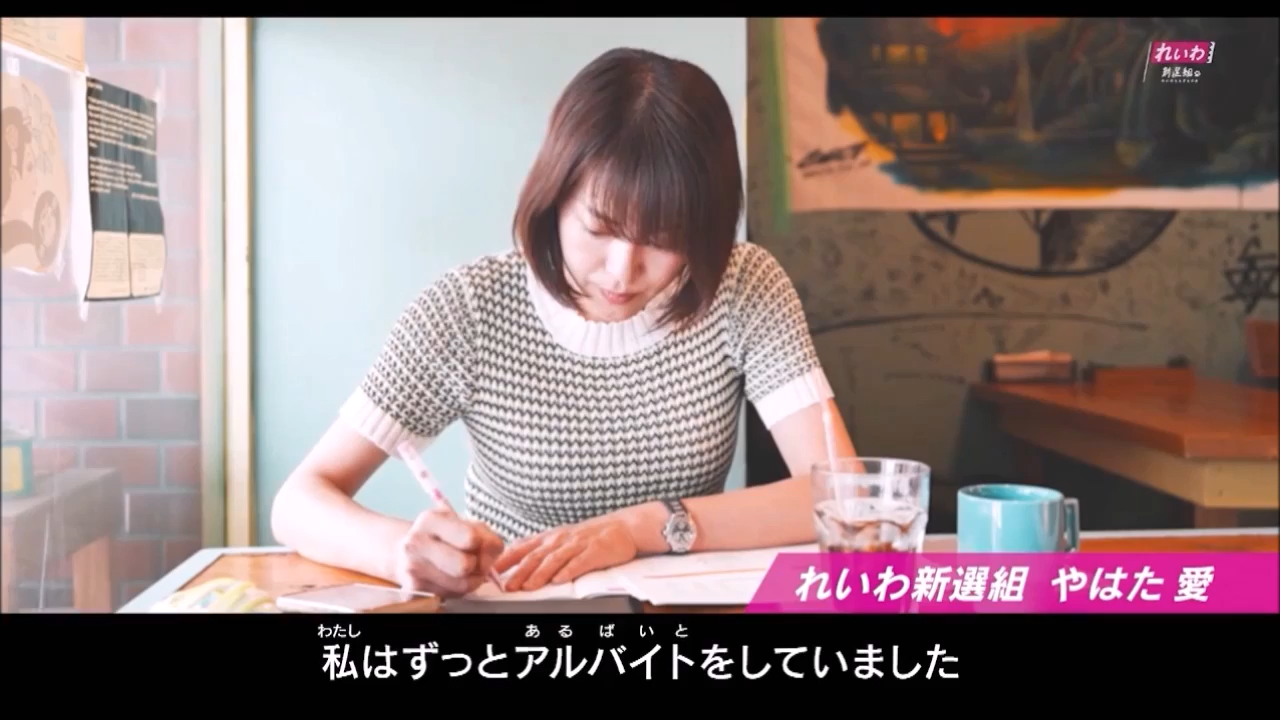 れいわ
新選組
れいわ新選組 やはた 愛
わたし
あるばいと
私はずっとアルバイトをしていました